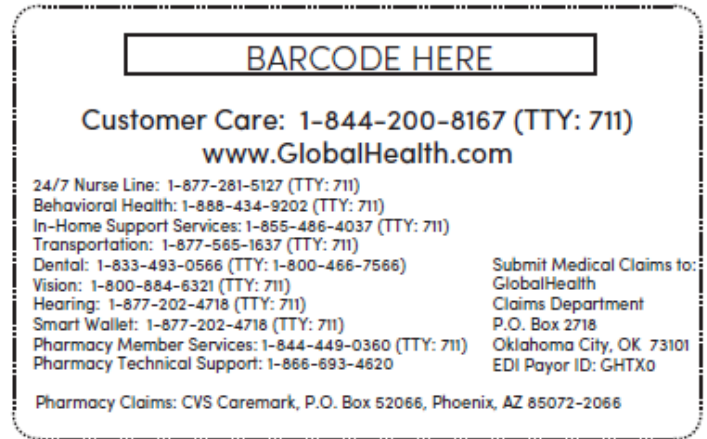 BARCODE HERE
Customer Care: 1-844-200-8167 (TTY: 711)
www.GlobalHealth.com
24/7 Nurse Line: 1-877-281-5127 (TTY: 711)
Behavioral Health: 1-888-434-9202 (TTY: 711)
In-Home Support Services: 1-855-486-4037 (TTY: 711)
Transportation: 1-877-565-1637 (TTY: 711)
Dental: 1-833-493-0566 (TTY: 1-800-466-7566)
Vision: 1-800-884-6321 (TTY: 711)
Hearing: 1-877-202-4718 (TTY: 711)
Smart Wallet: 1-877-202-4718 (TTY: 711)
Pharmacy Member Services: 1-844-449-0360 (TTY: 711)
Pharmacy Technical Support: 1-866-693-4620
Submit Medical Claims to:
GlobalHealth
Claims Department
P.O. Box 2718
Oklahoma City, OK 73101
EDI Payor ID: GHTX0
Pharmacy Claims: CVS Caremark, P.O. Box 52066, Phoenix, AZ 85072-2066